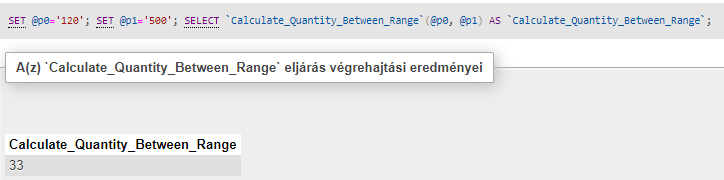 SET @p0='120'; SET @p1='500'; SELECT `Calculate_Quantity_Between_Range`(@p0, @p1) AS `Calculate_Quantity_Between_Range`;
A(z) `Calculate_Quantity_Between_Range` eljárás végrehajtási eredményei
Calculate_Quantity_Between_Range
33